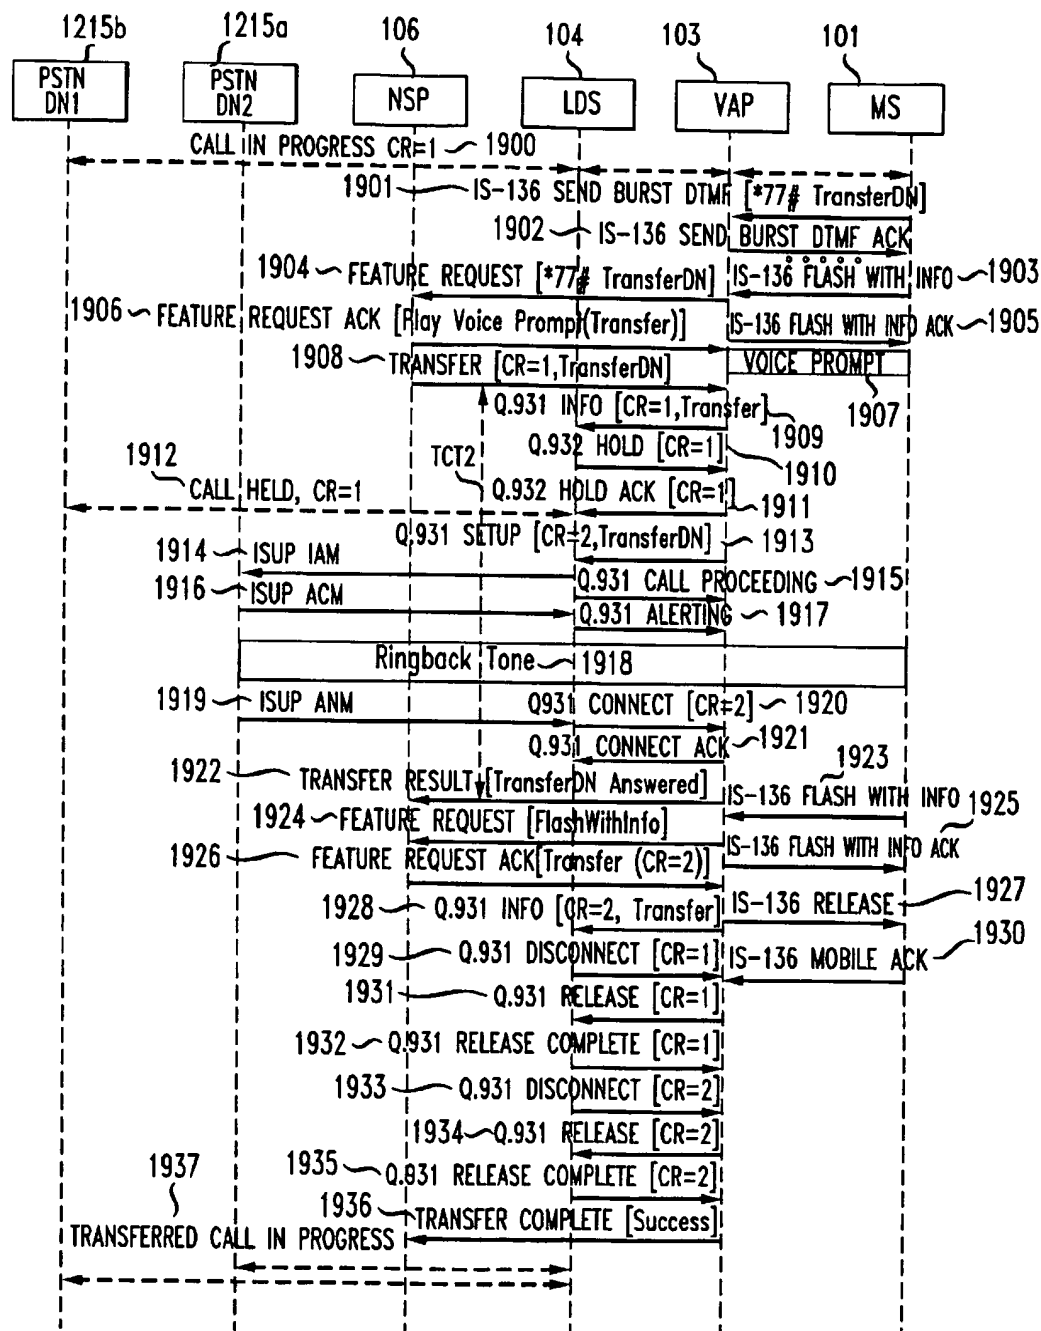 1215b 1215a 106 104 103 101
PSTN DN1 PSTN DN2 NSP LDS VAP MS
CALL IN PROGRESS CR=1 1900
1901 IS-136 SEND BURST DTMF [*77# TransterDN]
1902 IS-136 SEND BURST DTMF ACK
1904 FEATURE REQUEST [*77# TransferDN] IS-136 FLASH WITH INFO 1903
1906 FEATURE REQUEST ACK [Play Voice Prompt(Transfer)] IS-136 FLASH WITH INFO ACK 1905
1908 TRANSFER [CR=1,TransferDN] VOICE PROMPT
1907
Q.931 INFO [CR=1,Transfer] 1909
TCT2 Q.932 HOLD [CR=1] 1910
1912 CALL HELD, CR=1 Q.932 HOLD ACK [CR=1] 1911
Q.931 SETUP [CR=2,TransferDN] 1913
1914 ISUP IAM
Q.931 CALL PROCEEDING 1915
1916 ISUP ACM
Q.931 ALERTING 1917
Ringback Tone 1918
1919 ISUP ANM Q931 CONNECT [CR=2] 1920
Q.931 CONNECT ACK 1921
1922 TRANSFER RESULT [TransferDN Answered] 1923 IS-136 FLASH WITH INFO
1924 FEATURE REQUEST [FlashWithInfo] 1925 IS-136 FLASH WITH INFO ACK
1926 FEATURE REQUEST ACK[Transfer (CR=2)]
1928 Q.931 INFO [CR=2, Transfer] IS-136 RELEASE 1927
1929 Q.931 DISCONNECT [CR=1] IS-136 MOBILE ACK 1930
1931 Q.931 RELEASE [CR=1]
1932 Q.931 RELEASE COMPLETE [CR=1]
1933 Q.931 DISCONNECT [CR=2]
1934 Q.931 RELEASE [CR=2]
1935 Q.931 RELEASE COMPLETE [CR=2]
1936 TRANSFER COMPLETE [Success]
1937 TRANSFERRED CALL IN PROGRESS